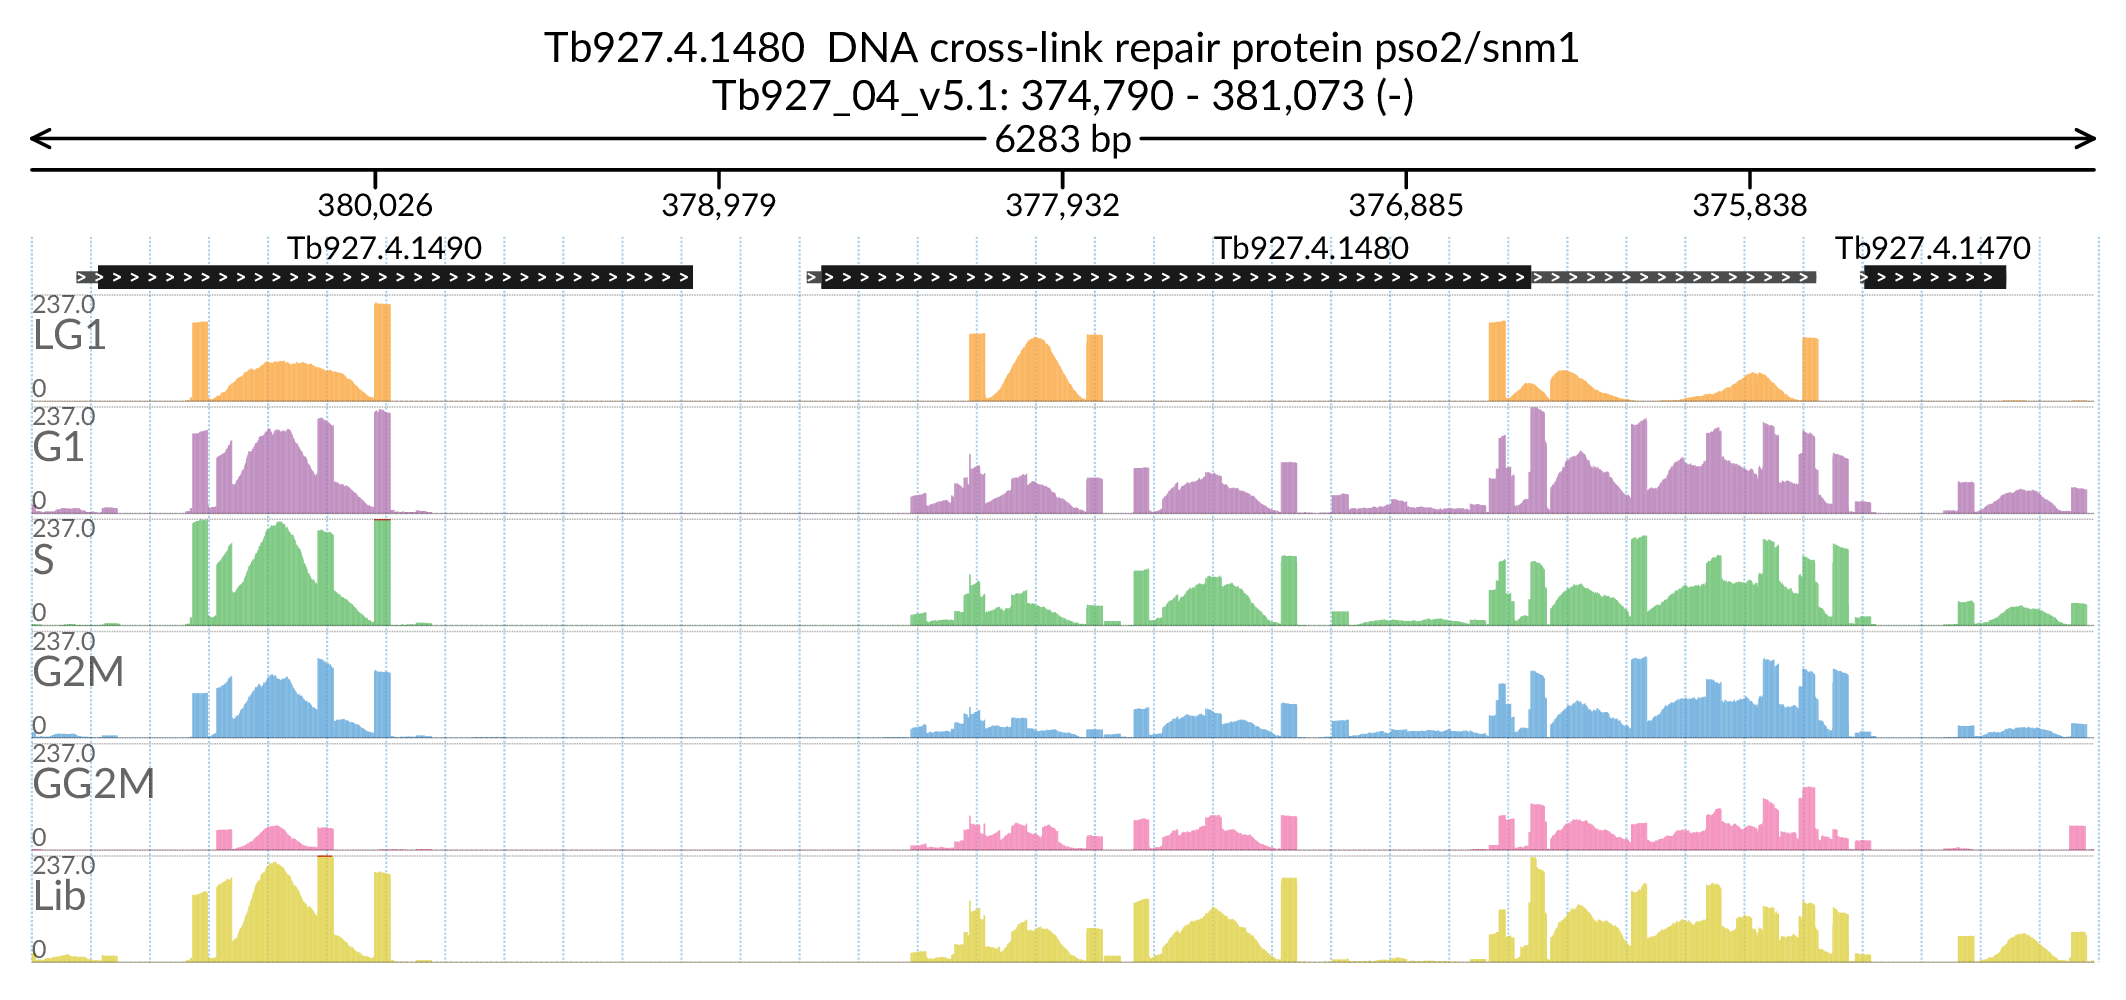 Tb927.4.1480  DNA cross-link repair protein pso2/snm1
Tb927_04_v5.1: 374,790 - 381,073 (-)
6283 bp
380,026 378,979 377,932 376,885 375,838
Tb927.4.1490 Tb927.4.1480 Tb927.4.1470
237.0
LG1
0
237.0
G1
0
237.0
S
0
237.0
G2M
0
237.0
GG2M
0
237.0
Lib
0